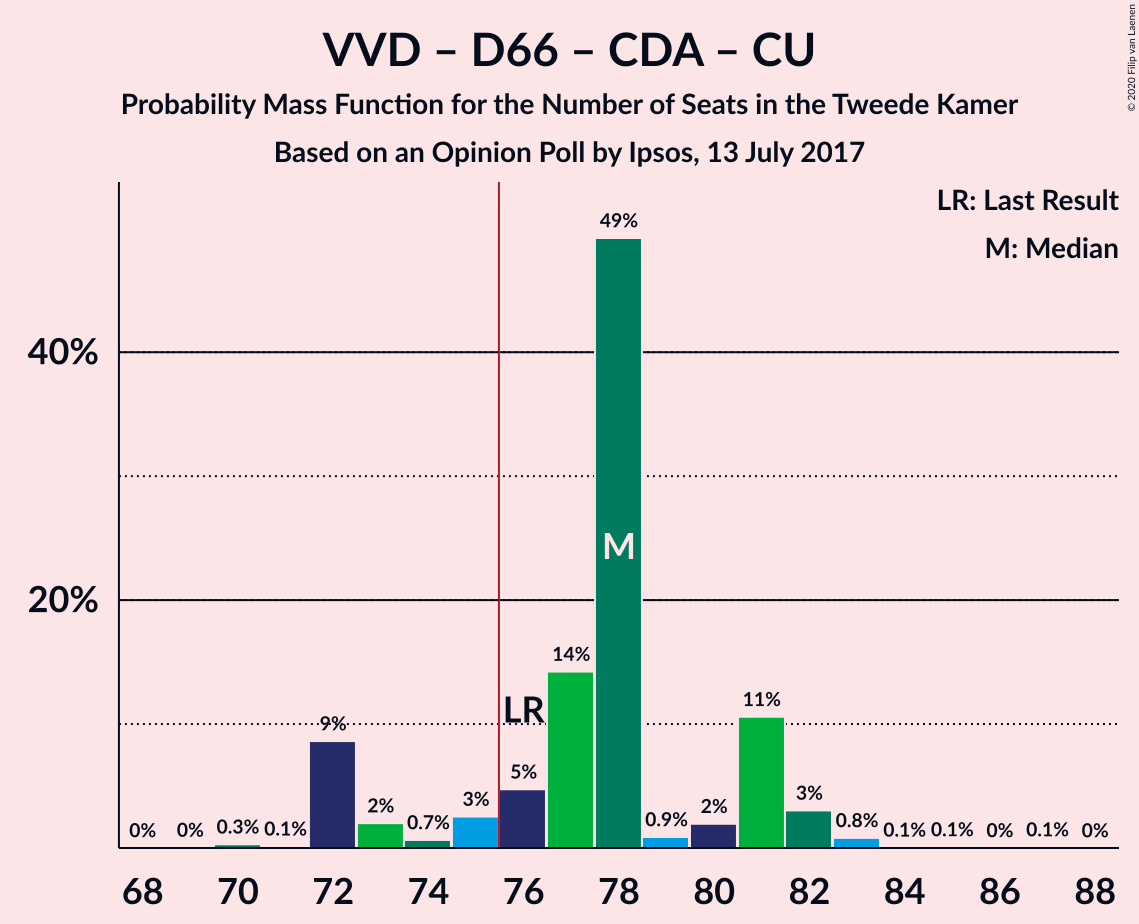 VVD – D66 – CDA – CU
Probability Mass Function for the Number of Seats in the Tweede Kamer
Based on an Opinion Poll by Ipsos, 13 July 2017
© 2020 Filip van Laenen
LR: Last Result
M: Median
40%
20%
0% 0% 0.3% 0.1% 9% 2% 0.7% 3% 5% 14% 49% 0.9% 2% 11% 3% 0.8% 0.1% 0.1% 0% 0.1% 0%
LR
M
68 70 72 74 76 78 80 82 84 86 88